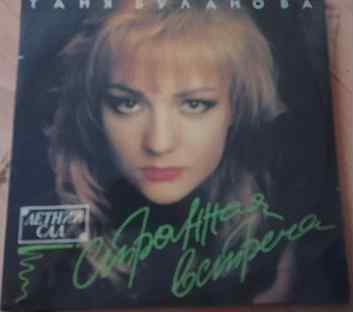 ТАНЯ БУЛАНОВА
ЛЕТНИЙ
САД
Странная
встреча